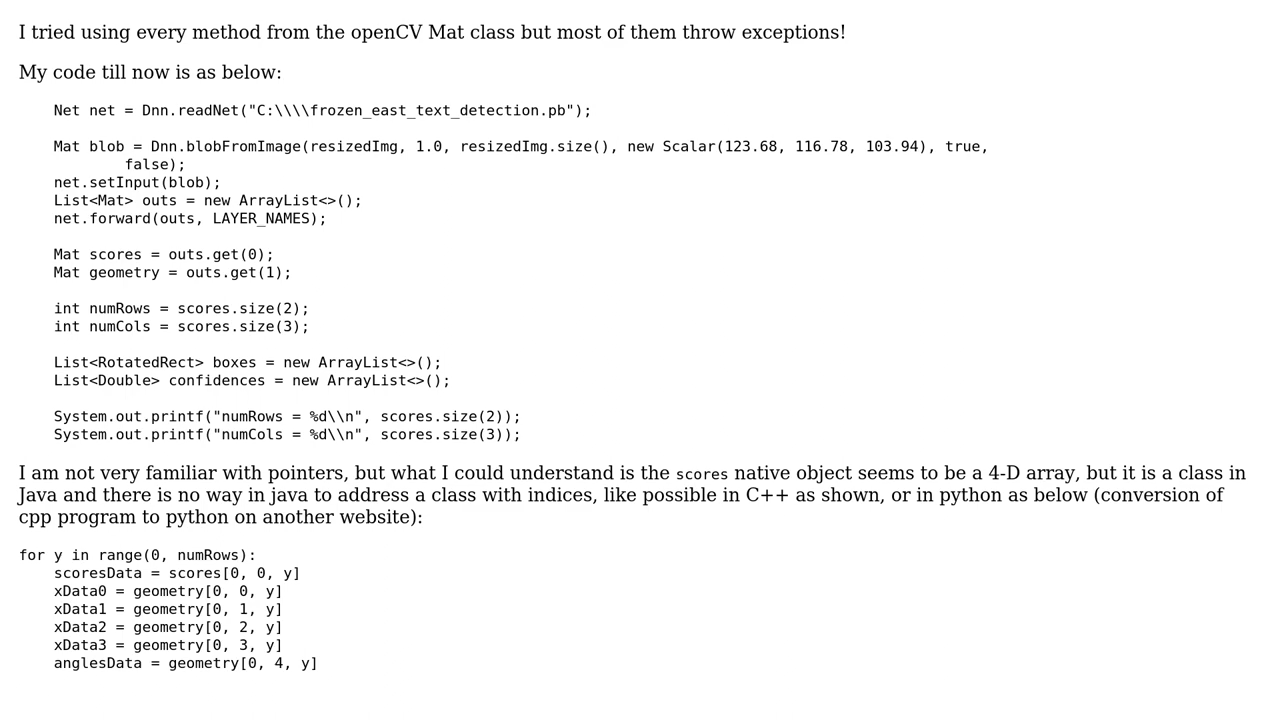 I tried using every method from the openCV Mat class but most of them throw exceptions!
My code till now is as below:
Net net = Dnn.readNet("C:\\\\frozen_east_text_detection.pb");
Mat blob = Dnn.blobFromImage(resizedImg, 1.0, resizedImg.size(), new Scalar(123.68, 116.78, 103.94), true,
false);
net.setInput(blob);
List<Mat> outs = new ArrayList<>();
net.forward(outs, LAYER_NAMES);
Mat scores = outs.get(0);
Mat geometry = outs.get(1);
int numRows = scores.size(2);
int numCols = scores.size(3);
List<RotatedRect> boxes = new ArrayList<>();
List<Double> confidences = new ArrayList<>();
System.out.printf("numRows = %d\\n", scores.size(2));
System.out.printf("numCols = %d\\n", scores.size(3));
I am not very familiar with pointers, but what I could understand is the scores native object seems to be a 4-D array, but it is a class in
Java and there is no way in java to address a class with indices, like possible in C++ as shown, or in python as below (conversion of
cpp program to python on another website):
for y in range(0, numRows):
scoresData = scores[0, 0, y]
xData0 = geometry[0, 0, y]
xData1 = geometry[0, 1, y]
xData2 = geometry[0, 2, y]
xData3 = geometry[0, 3, y]
anglesData = geometry[0, 4, y]